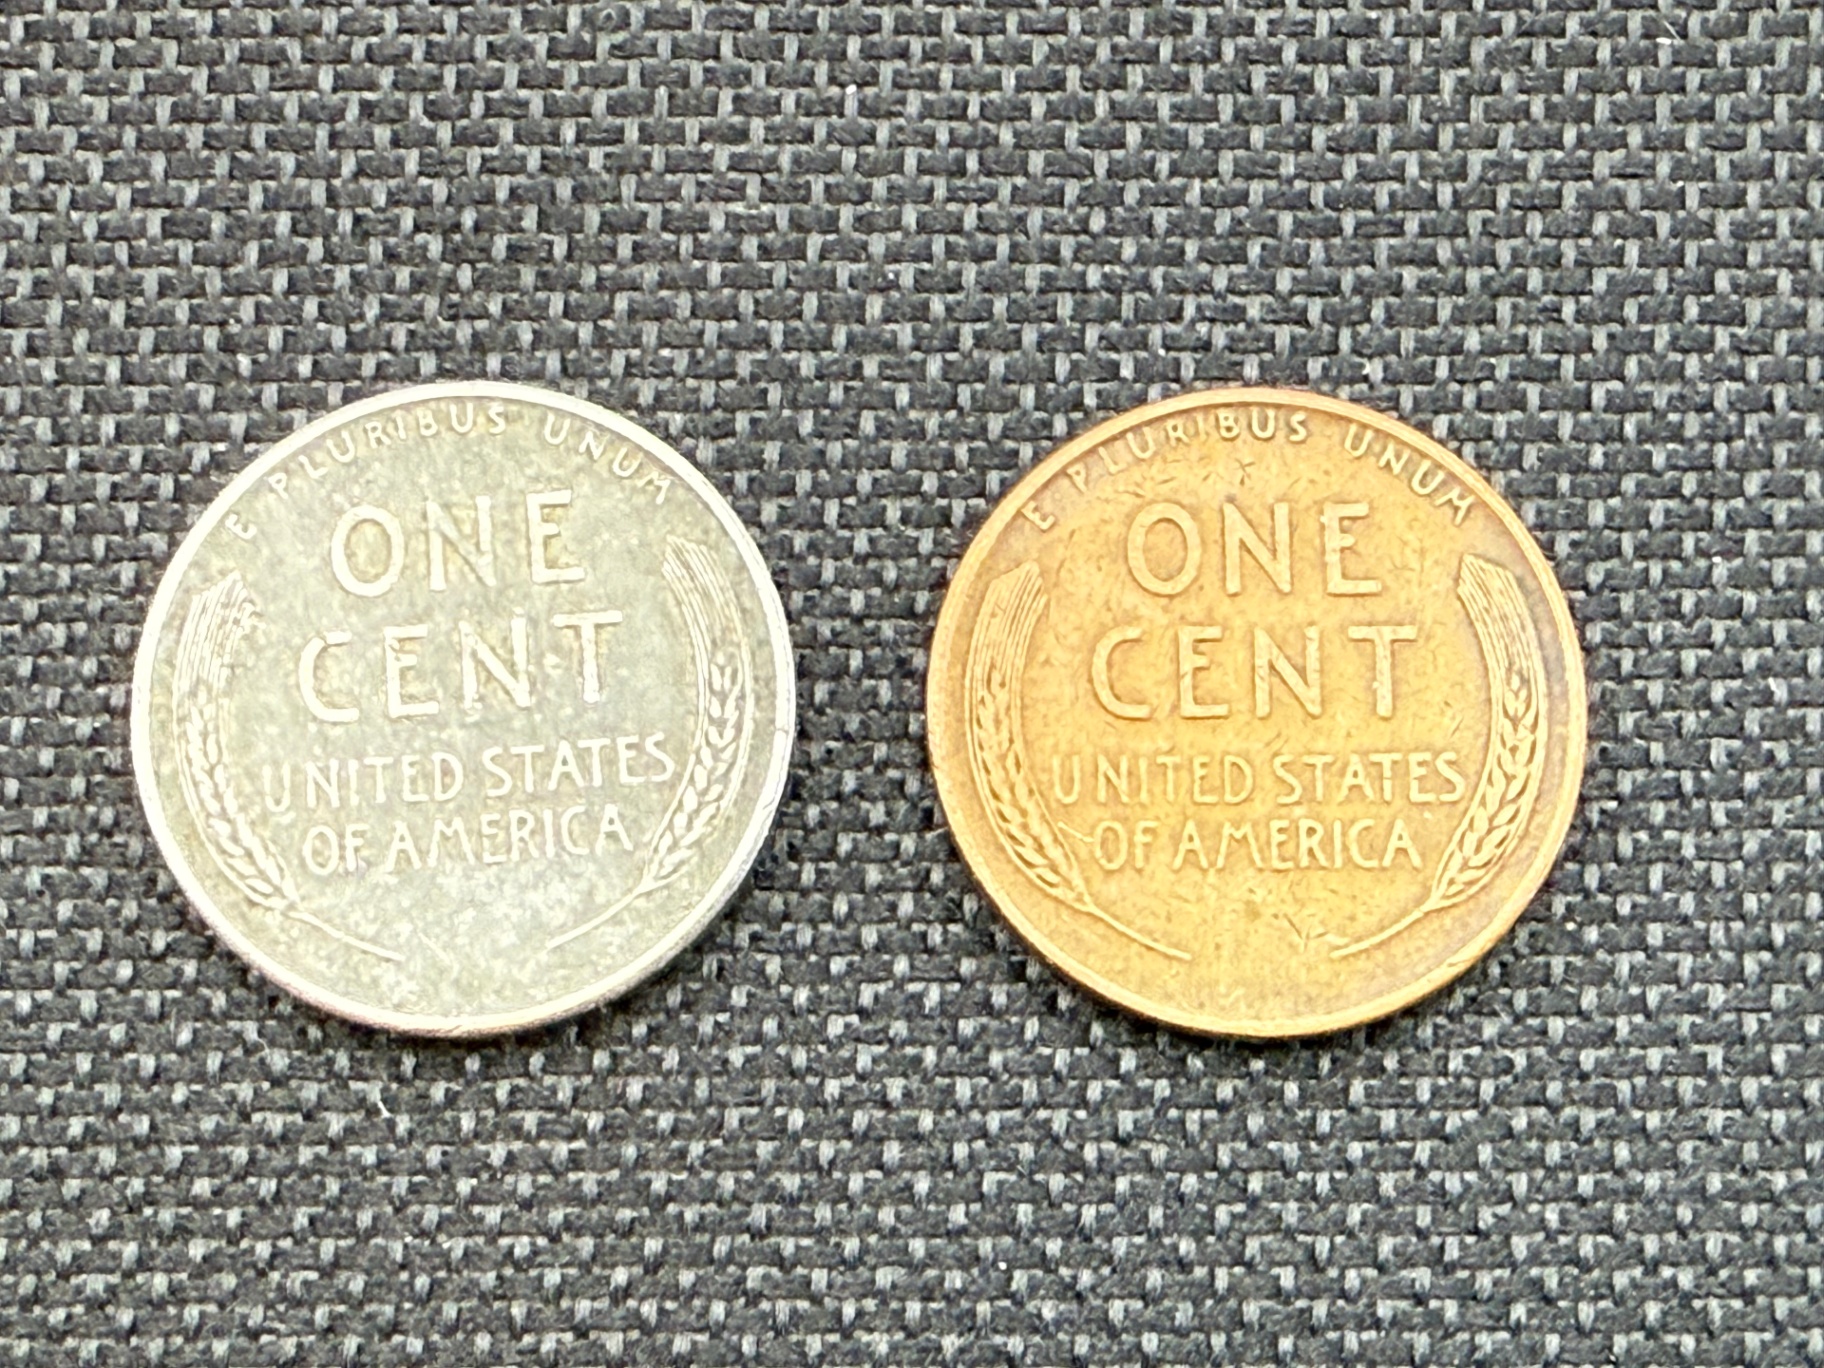 E PLURIBUS UNUM
ONE
CENT
UNITED STATES
OF AMERICA
E PLURIBUS UNUM
ONE
CENT
UNITED STATES
OF AMERICA